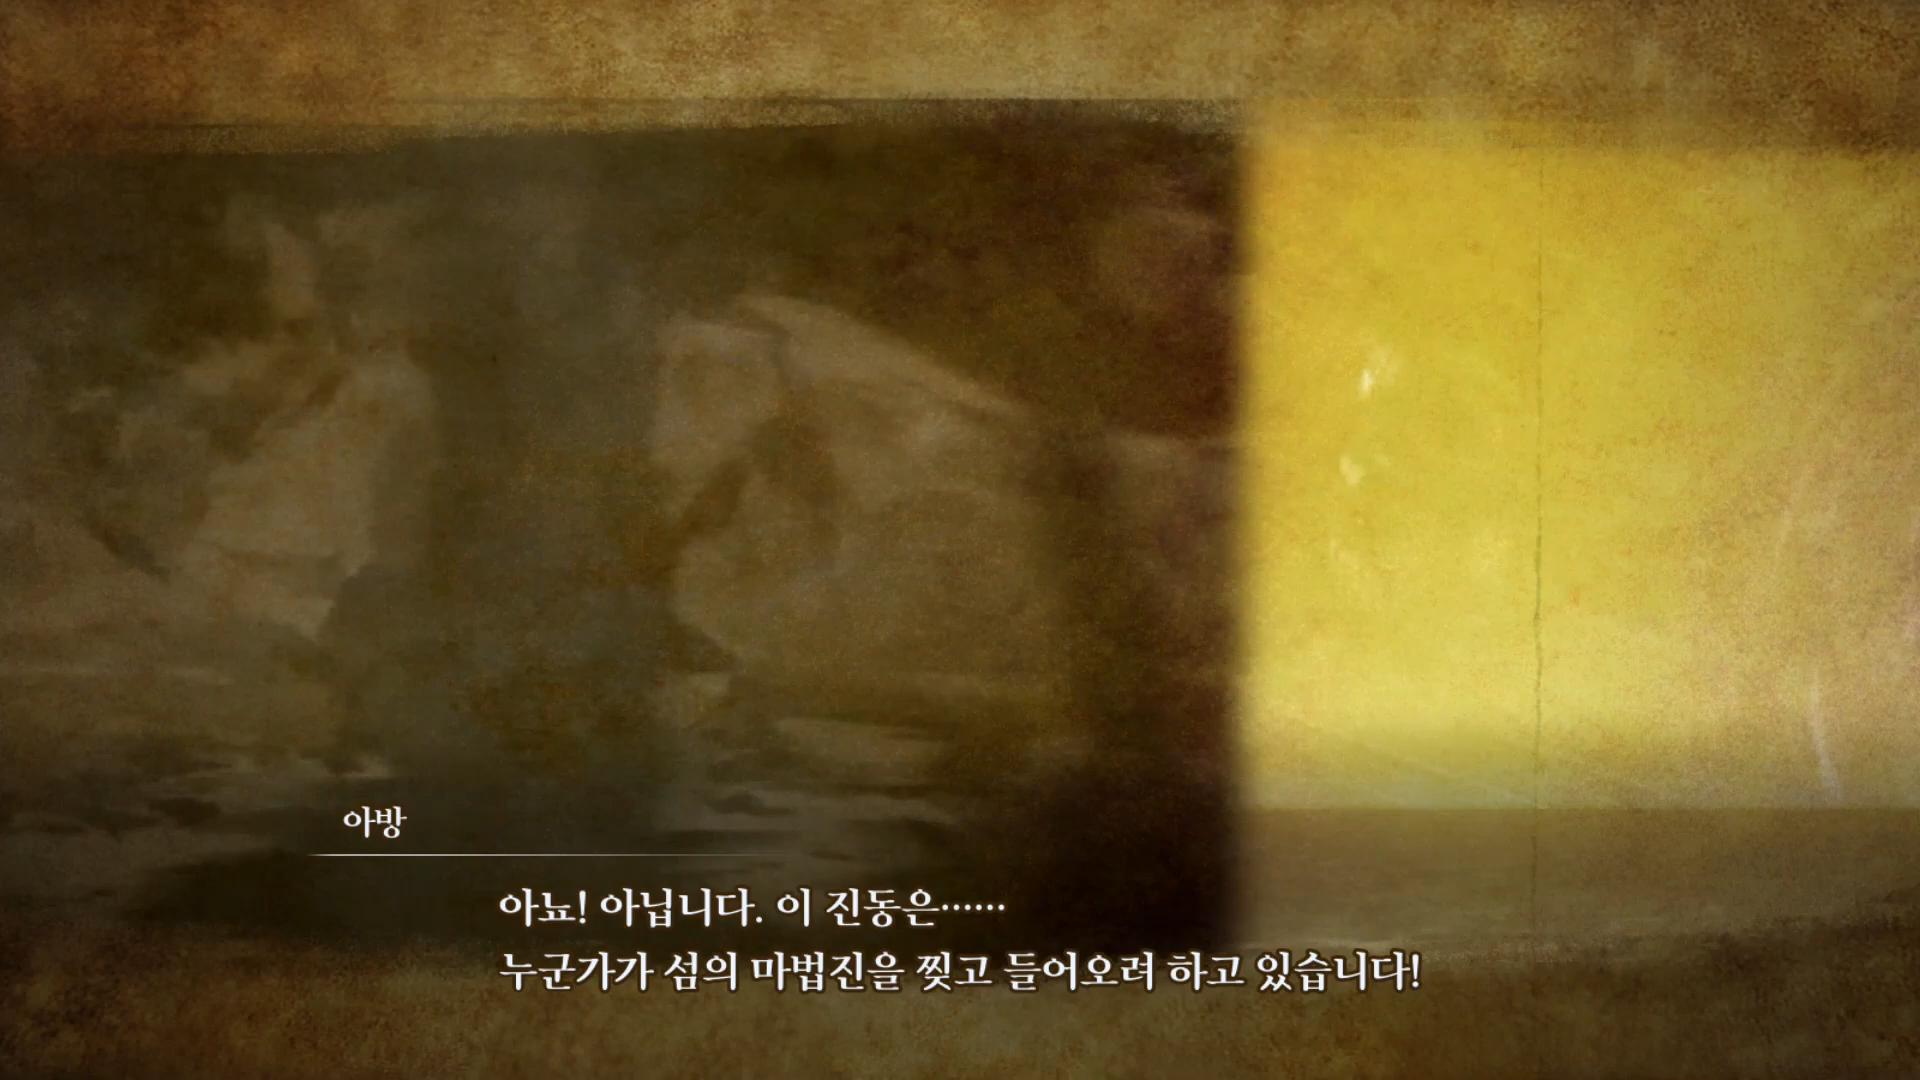 아방
아뇨! 아닙니다. 이 진동은……
누군가가 섬의 마법진을 찢고 들어오려 하고 있습니다!